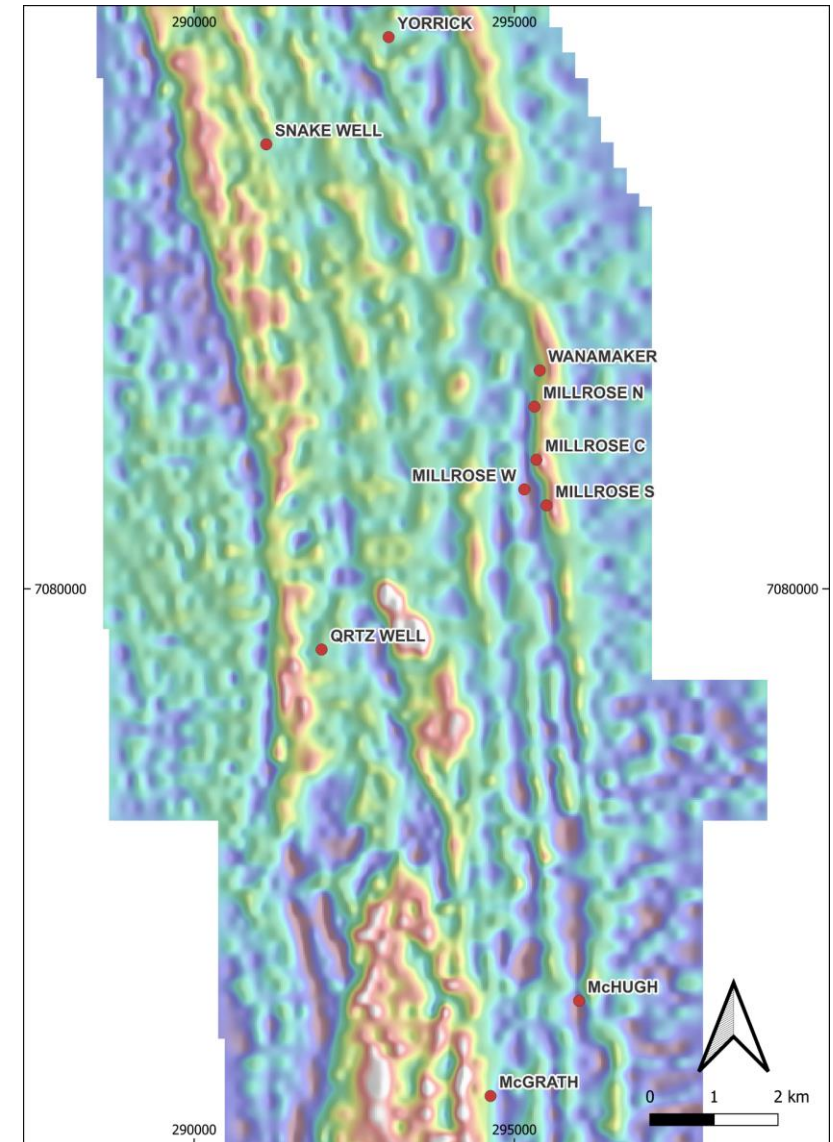 290000
295000
YORRICK
SNAKE WELL
WANAMAKER
MILLROSE N
MILLROSE C
MILLROSE W
MILLROSE S
7080000
7080000
QRTZ WELL
McHUGH
McGRATH
0 1 2 km
290000
295000